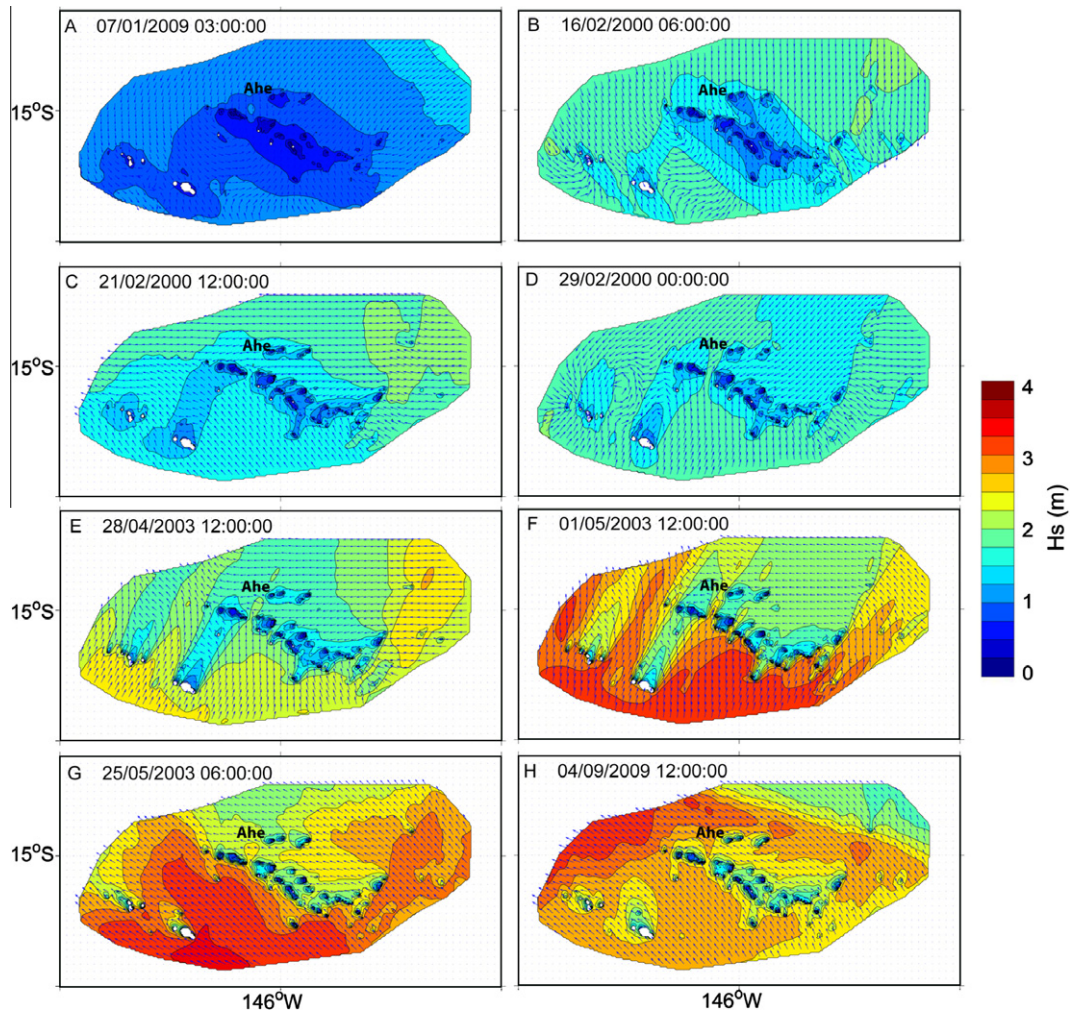 A 07/01/2009 03:00:00
B 16/02/2000 06:00:00
Ahe
Ahe
15°S
C 21/02/2000 12:00:00
D 29/02/2000 00:00:00
Ahe
Ahe
15°S
E 28/04/2003 12:00:00
F 01/05/2003 12:00:00
Ahe
Ahe
15°S
G 25/05/2003 06:00:00
H 04/09/2009 12:00:00
Ahe
Ahe
15°S
146°W
146°W
4
3
2
1
0
Hs (m)